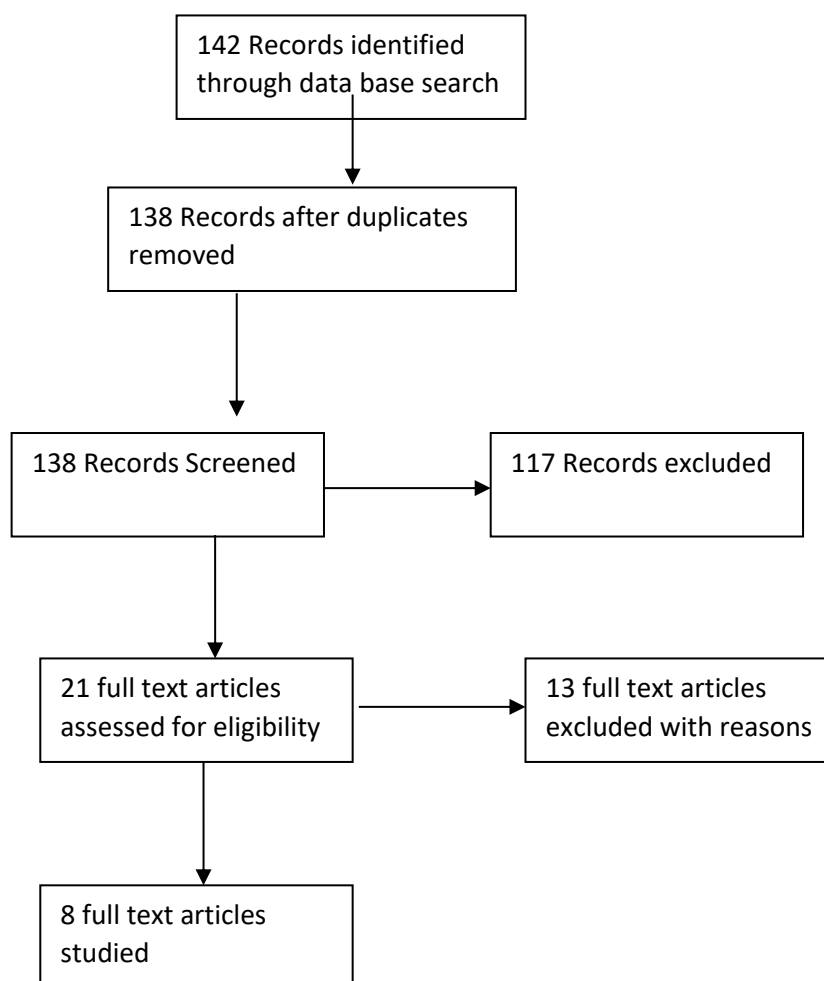 142 Records identified
through data base search
138 Records after duplicates
removed
138 Records Screened
117 Records excluded
21 full text articles
assessed for eligibility
13 full text articles
excluded with reasons
8 full text articles
studied